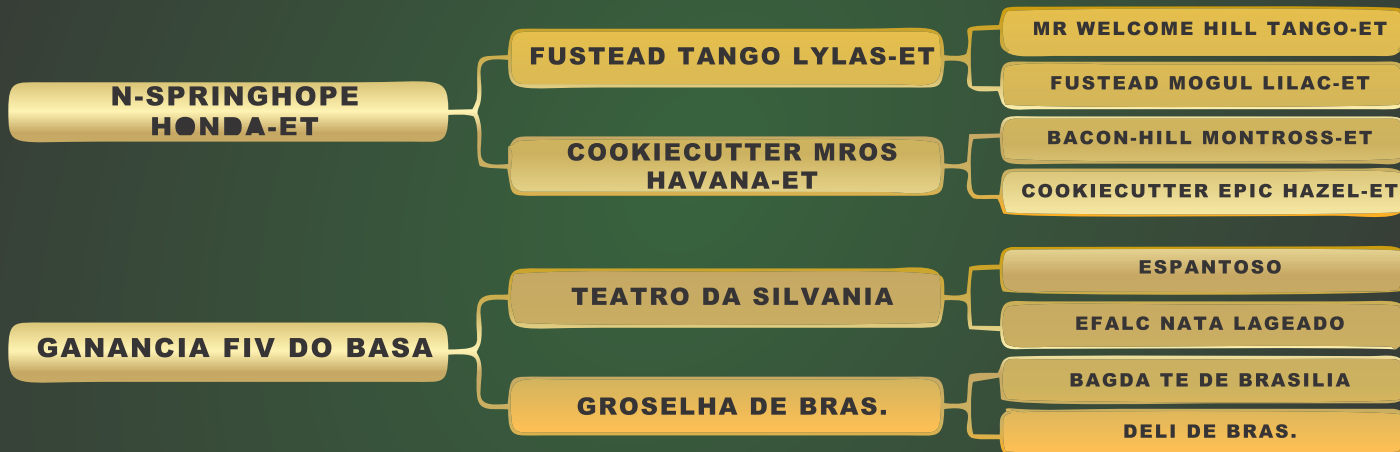 N-SPRINGHOPE
HONDA-ET
FUSTEAD TANGO LYLAS-ET
COOKIECUTTER MROS
HAVANA-ET
MR WELCOME HILL TANGO-ET
FUSTEAD MOGUL LILAC-ET
BACON-HILL MONTROSS-ET
COOKIECUTTER EPIC HAZEL-ET
GANANCIA FIV DO BASA
TEATRO DA SILVANIA
GROSELHA DE BRAS.
ESPANTOSO
EFALC NATA LAGEADO
BAGDA TE DE BRASILIA
DELI DE BRAS.